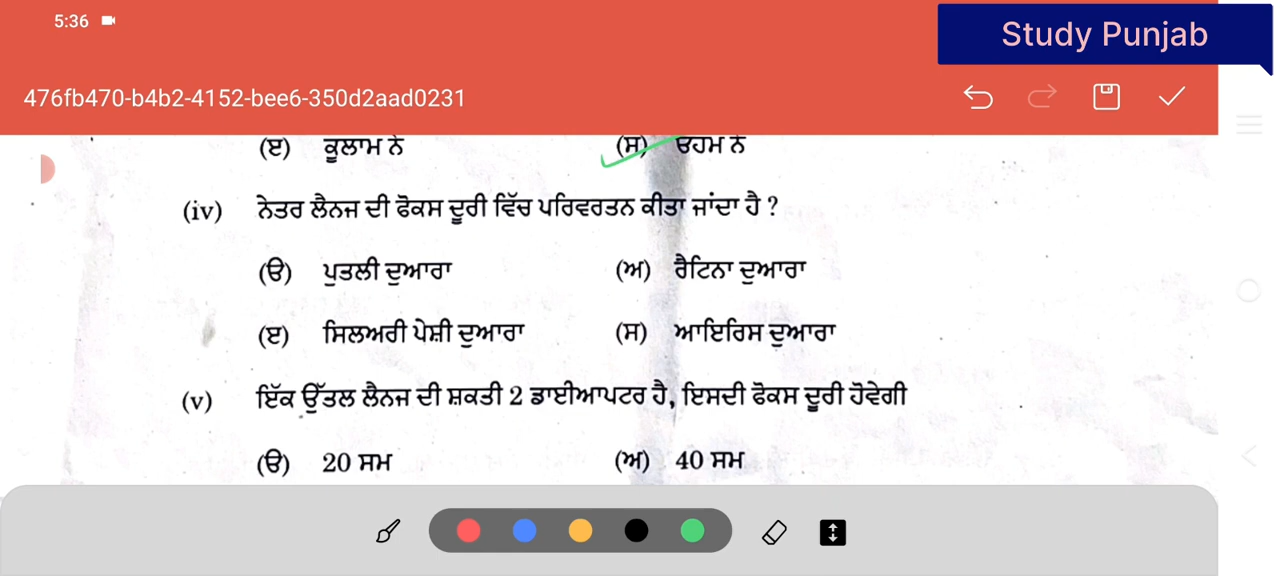 5:36
Study Punjab
476fb470-b4b2-4152-bee6-350d2aad0231
(ੲ) ਕੂਲਾਮ ਨੇ (ਸ) ਓਹਮ ਨੇ
(iv) ਨੇਤਰ ਲੈਨਜ ਦੀ ਫੋਕਸ ਦੂਰੀ ਵਿੱਚ ਪਰਿਵਰਤਨ ਕੀਤਾ ਜਾਂਦਾ ਹੈ ?
(ੳ) ਪੁਤਲੀ ਦੁਆਰਾ (ਅ) ਰੈਟਿਨਾ ਦੁਆਰਾ
(ੲ) ਸਿਲਅਰੀ ਪੇਸ਼ੀ ਦੁਆਰਾ (ਸ) ਆਇਰਿਸ ਦੁਆਰਾ
(v) ਇੱਕ ਉੱਤਲ ਲੈਨਜ ਦੀ ਸ਼ਕਤੀ 2 ਡਾਈਆਪਟਰ ਹੈ, ਇਸਦੀ ਫੋਕਸ ਦੂਰੀ ਹੋਵੇਗੀ
(ੳ) 20 ਸਮ (ਅ) 40 ਸਮ